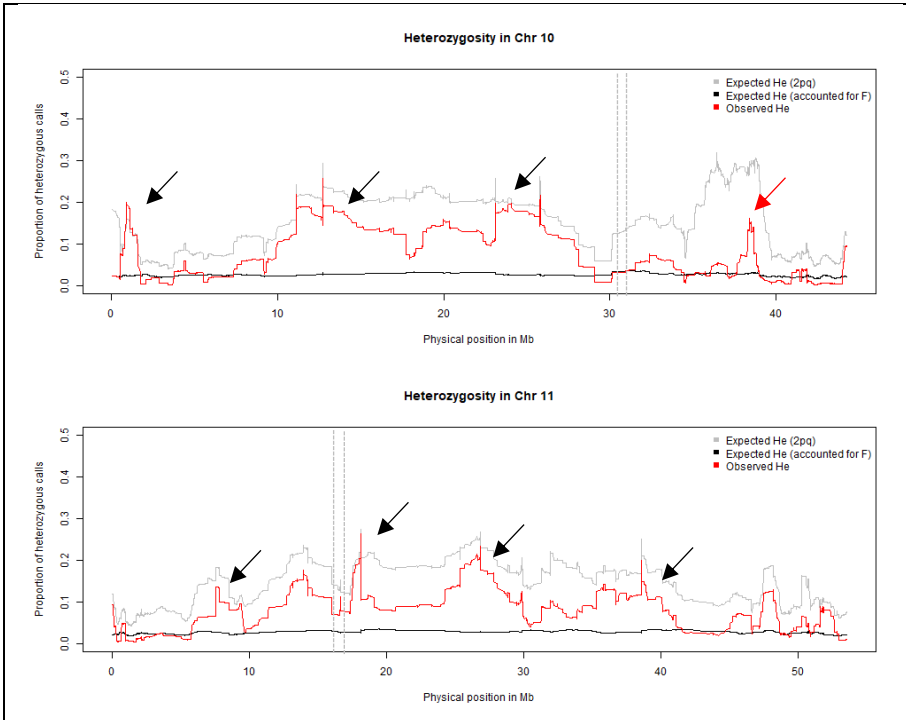 Heterozygosity in Chr 10
Proportion of heterozygous calls
0.5
0.4
0.3
0.2
0.1
0.0
Expected He (2pq)
Expected He (accounted for F)
Observed He
0 10 20 30 40
Physical position in Mb
Heterozygosity in Chr 11
Proportion of heterozygous calls
0.5
0.4
0.3
0.2
0.1
0.0
Expected He (2pq)
Expected He (accounted for F)
Observed He
0 10 20 30 40 50
Physical position in Mb